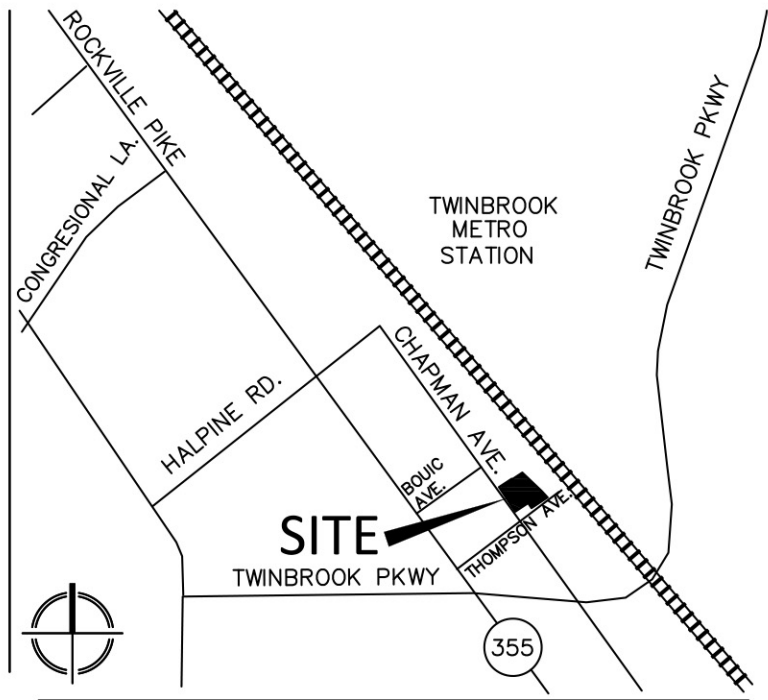 ROCKVILLE PIKE
CONGRESIONAL LA.
TWINBROOK
METRO
STATION
TWINBROOK PKWY
HALPINE RD.
CHAPMAN AVE.
BOUIC
AVE.
SITE
THOMPSON AVE.
TWINBROOK PKWY
355